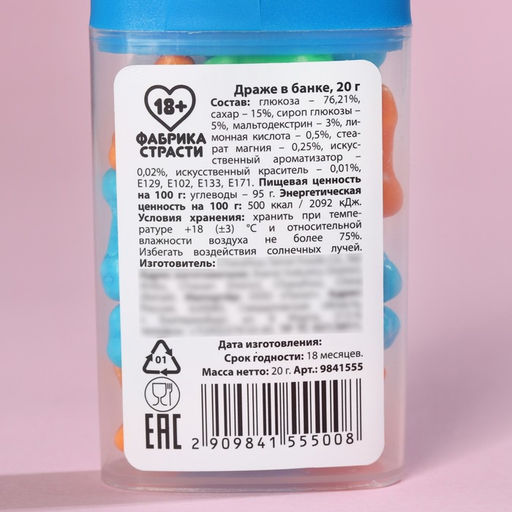 Драже в банке, 20 г
18+
ФАБРИКА
СТРАСТИ
Состав: глюкоза – 76,21%,
сахар – 15%, сироп глюкозы –
5%, мальтодекстрин – 3%, ли-
монная кислота – 0,5%, стеа-
рат магния – 0,25%, искус-
ственный ароматизатор –
0,02%, искусственный краситель – 0,01%,
E129, E102, E133, E171. Пищевая ценность
на 100 г: углеводы – 95 г. Энергетическая
ценность на 100 г: 500 ккал / 2092 кДж.
Условия хранения: хранить при темпе-
ратуре +18 (±3) °C и относительной
влажности воздуха не более 75%.
Избегать воздействия солнечных лучей.
Изготовитель:
Дата изготовления:
Срок годности: 18 месяцев.
Масса нетто: 20 г. Арт.: 9841555
01
EAC
2 909841 555008